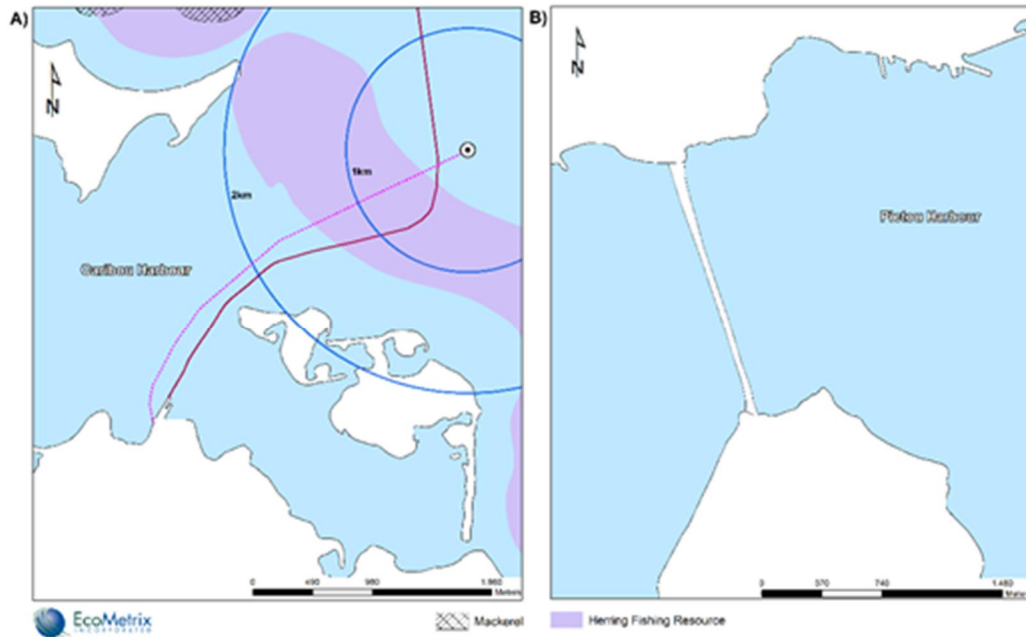 A)
N
1km
2km
Caribou Harbour
0 490 980 1,960
Meters
B)
N
Pictou Harbour
0 370 740 1,480
Meters
EcoMetrix
INCORPORATED
Mackerel
Herring Fishing Resource